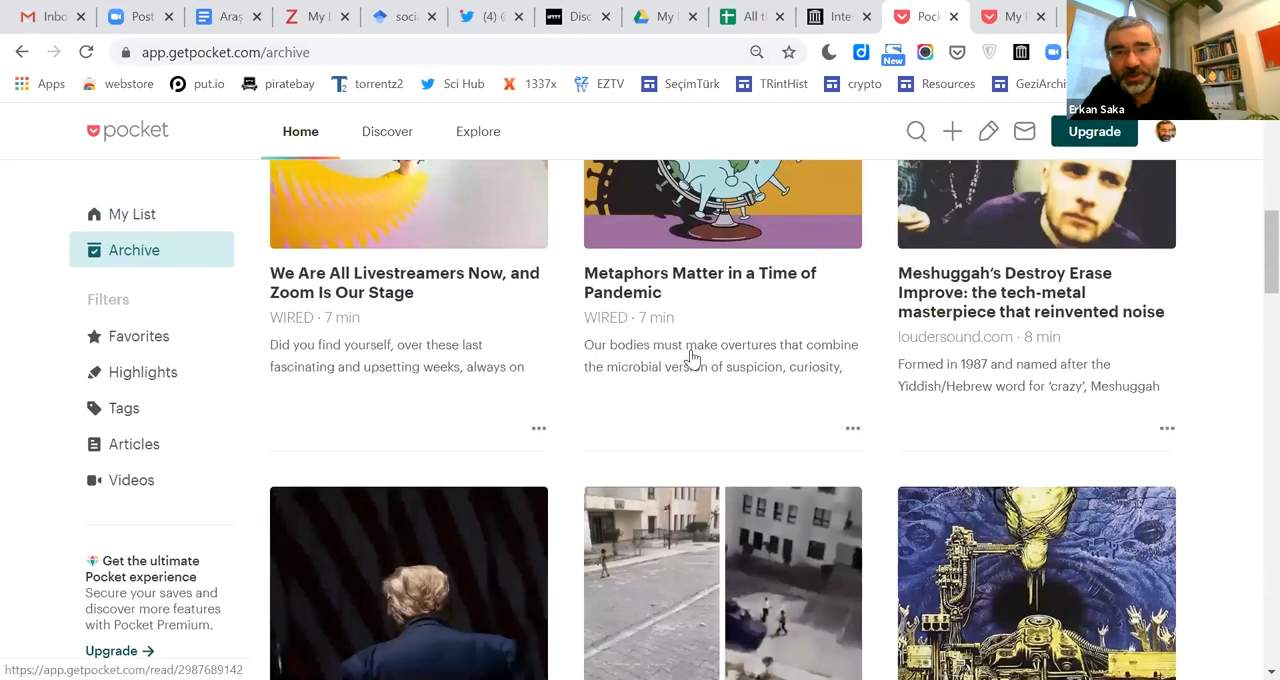 Inbo
Post
Araş
My L
soci
(4)
IFTTT
Disc
My
All tl
Inte
Pock
My
app.getpocket.com/archive
New
Apps
webstore
put.io
piratebay
torrentz2
Sci Hub
1337x
EZTV
SeçimTürk
TRintHist
crypto
Resources
GeziArchi
Erkan Saka
pocket
Home
Discover
Explore
Upgrade
My List
Archive
Filters
Favorites
Highlights
Tags
Articles
Videos
Get the ultimate
Pocket experience
Secure your saves and
discover more features
with Pocket Premium.
Upgrade →
We Are All Livestreamers Now, and
Zoom Is Our Stage
WIRED · 7 min
Did you find yourself, over these last
fascinating and upsetting weeks, always on
Metaphors Matter in a Time of
Pandemic
WIRED · 7 min
Our bodies must make overtures that combine
the microbial version of suspicion, curiosity,
Meshuggah's Destroy Erase
Improve: the tech-metal
masterpiece that reinvented noise
loudersound.com · 8 min
Formed in 1987 and named after the
Yiddish/Hebrew word for 'crazy', Meshuggah
https://app.getpocket.com/read/2987689142